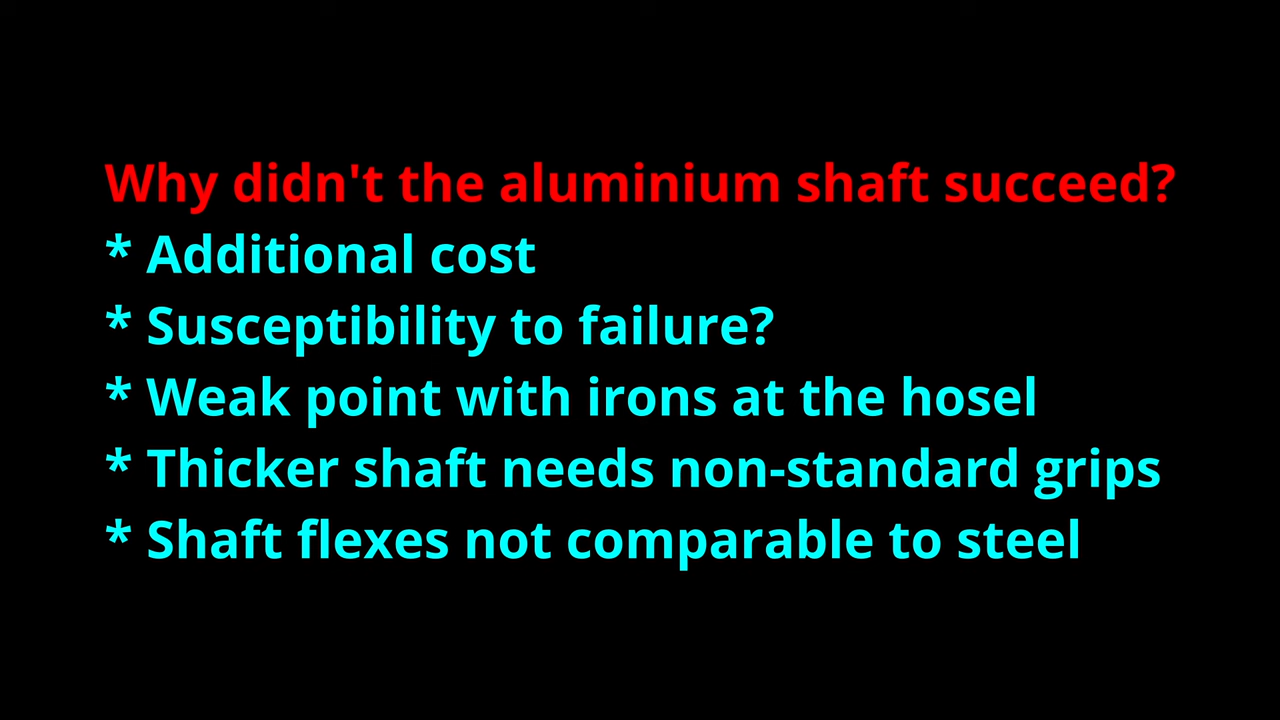 Why didn't the aluminium shaft succeed?
* Additional cost
* Susceptibility to failure?
* Weak point with irons at the hosel
* Thicker shaft needs non-standard grips
* Shaft flexes not comparable to steel